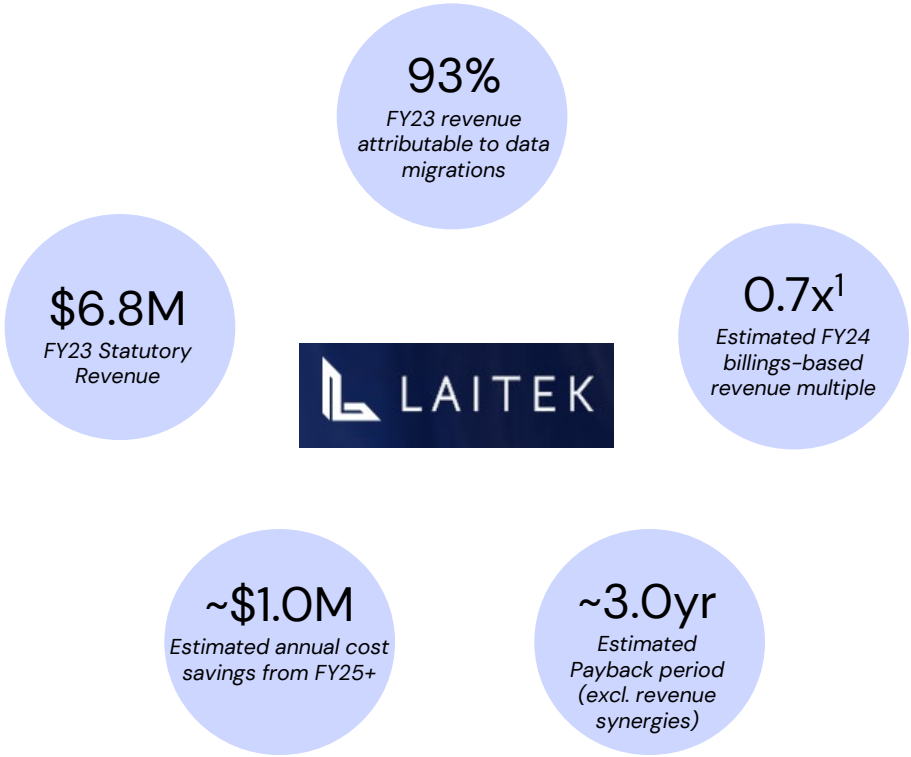 93%
FY23 revenue
attributable to data
migrations
$6.8M
FY23 Statutory
Revenue
0.7x¹
Estimated FY24
billings-based
revenue multiple
LAITEK
~$1.0M
Estimated annual cost
savings from FY25+
~3.0yr
Estimated
Payback period
(excl. revenue
synergies)